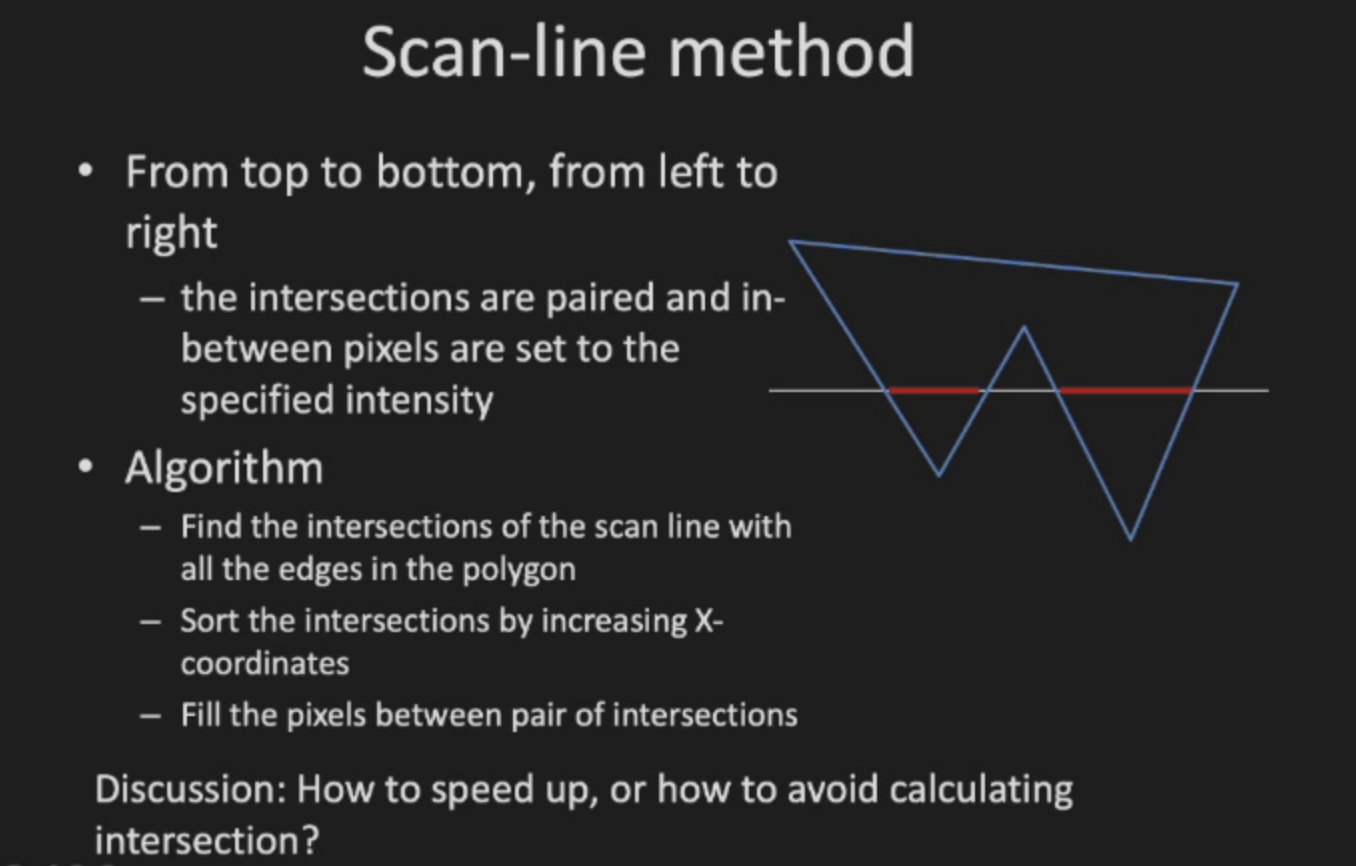 Scan-line method
• From top to bottom, from left to
right
– the intersections are paired and in-
between pixels are set to the
specified intensity
• Algorithm
– Find the intersections of the scan line with
all the edges in the polygon
– Sort the intersections by increasing X-
coordinates
– Fill the pixels between pair of intersections
Discussion: How to speed up, or how to avoid calculating
intersection?